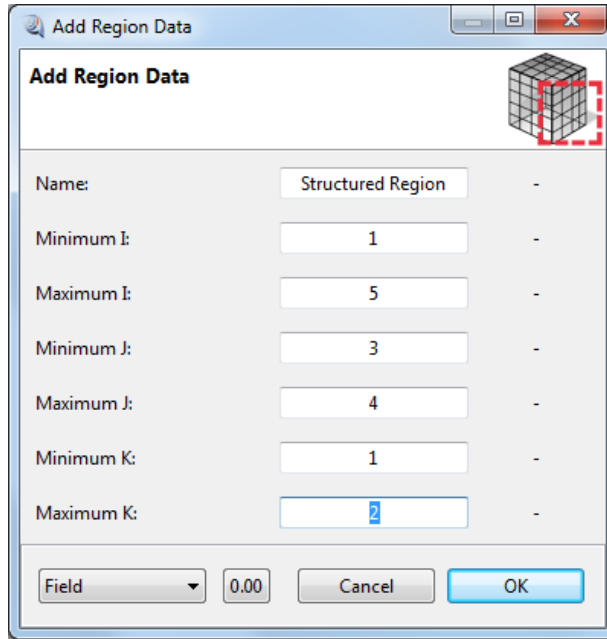 Add Region Data
Add Region Data
Name: Structured Region -
Minimum I: 1 -
Maximum I: 5 -
Minimum J: 3 -
Maximum J: 4 -
Minimum K: 1 -
Maximum K: 2 -
Field 0.00 Cancel OK